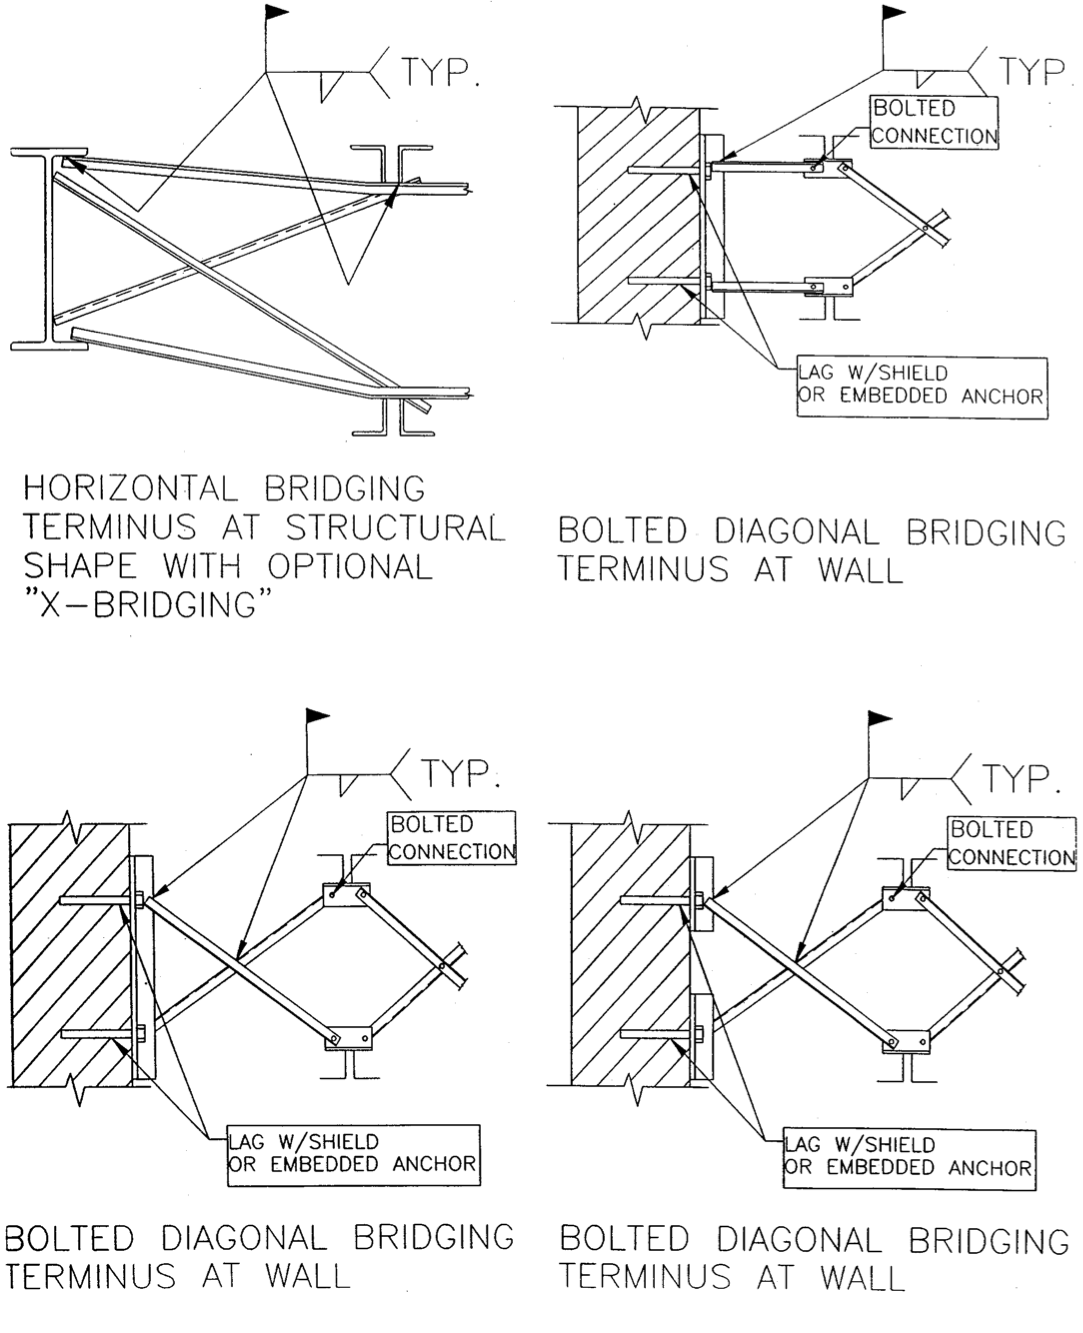 TYP.
HORIZONTAL BRIDGING
TERMINUS AT STRUCTURAL
SHAPE WITH OPTIONAL
"X-BRIDGING"
TYP.
BOLTED
CONNECTION
LAG W/SHIELD
OR EMBEDDED ANCHOR
BOLTED DIAGONAL BRIDGING
TERMINUS AT WALL
TYP.
BOLTED
CONNECTION
LAG W/SHIELD
OR EMBEDDED ANCHOR
BOLTED DIAGONAL BRIDGING
TERMINUS AT WALL
TYP.
BOLTED
CONNECTION
LAG W/SHIELD
OR EMBEDDED ANCHOR
BOLTED DIAGONAL BRIDGING
TERMINUS AT WALL